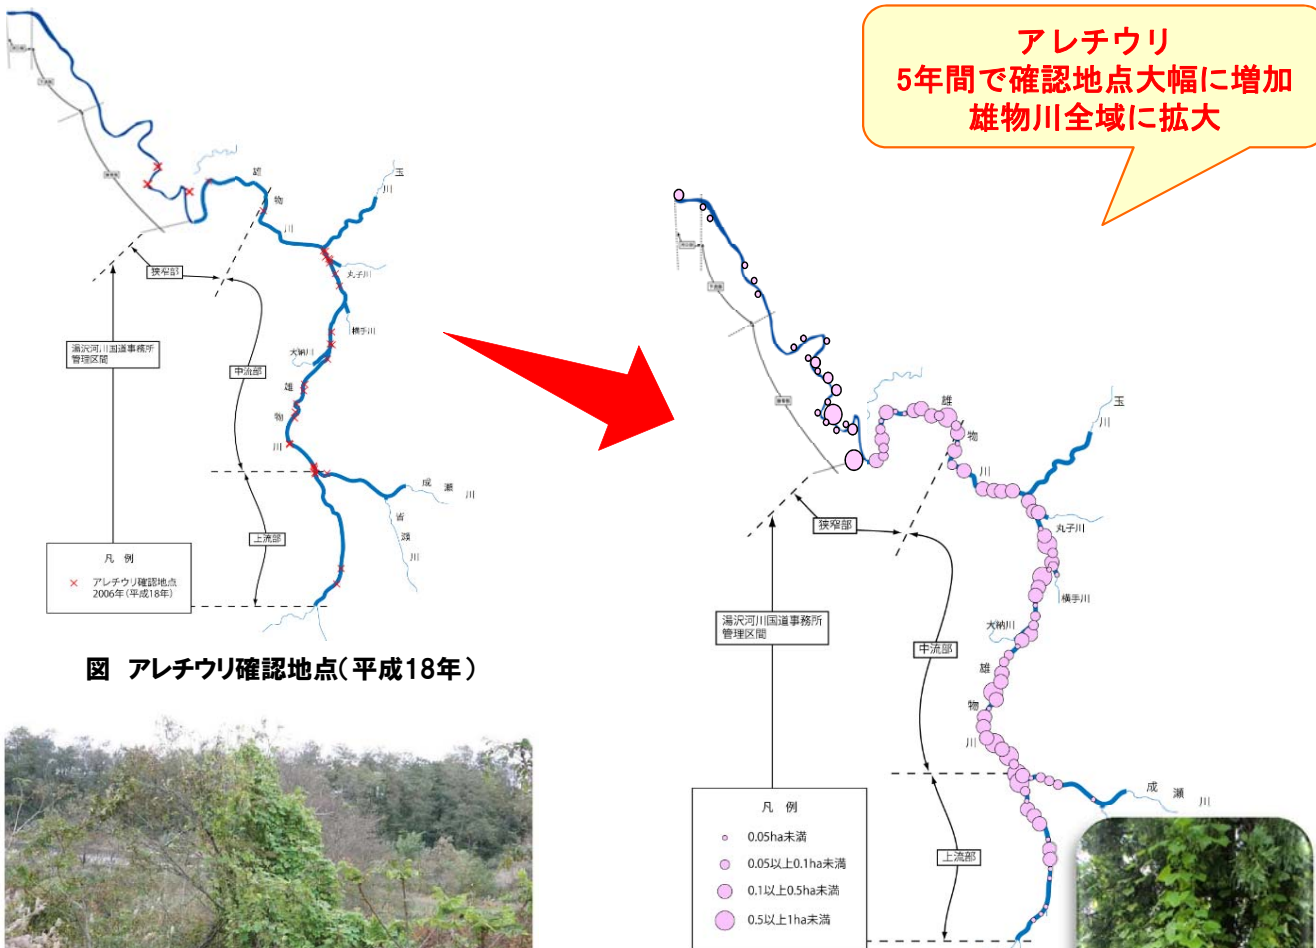 アレチウリ
5年間で確認地点大幅に増加
雄物川全域に拡大
雄
物
川
玉
川
丸子川
横手川
大納川
雄
物
川
成瀬川
皆瀬川
狭窄部
湯沢河川国道事務所
管理区間
中流部
上流部
凡 例
× アレチウリ確認地点
2006年(平成18年)
図 アレチウリ確認地点(平成18年)
雄
物
川
玉
川
丸子川
横手川
大納川
雄
物
川
成瀬川
狭窄部
湯沢河川国道事務所
管理区間
中流部
上流部
凡 例
0.05ha未満
0.05以上0.1ha未満
0.1以上0.5ha未満
0.5以上1ha未満